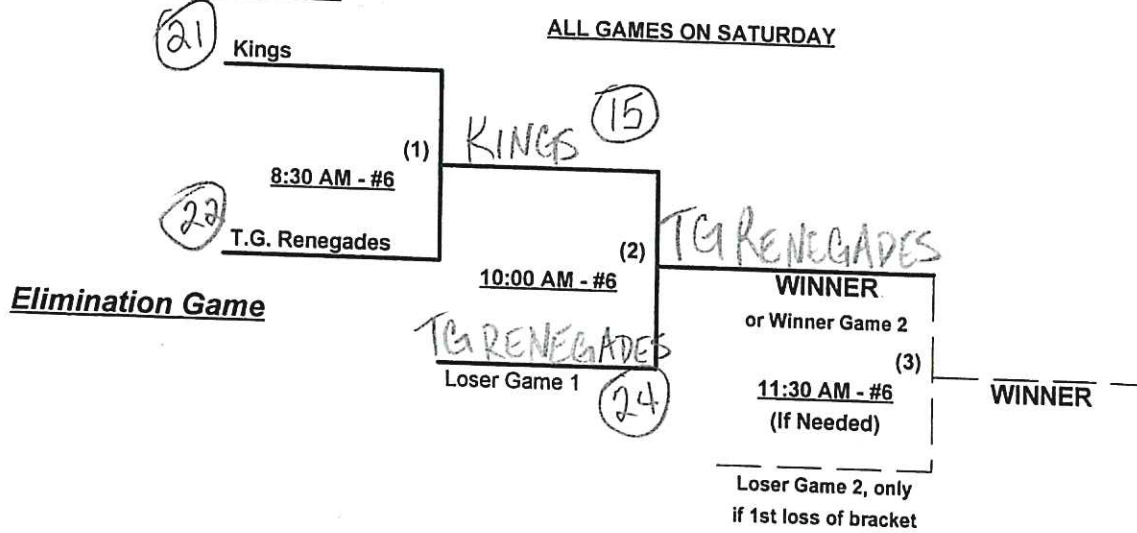 ALL GAMES ON SATURDAY
21
Kings
(1)
KINGS
15
8:30 AM - #6
22
T.G. Renegades
(2)
TG RENEGADES
10:00 AM - #6
WINNER
or Winner Game 2
Elimination Game
TG RENEGADES
Loser Game 1
24
(3)
11:30 AM - #6
(If Needed)
WINNER
Loser Game 2, only
if 1st loss of bracket